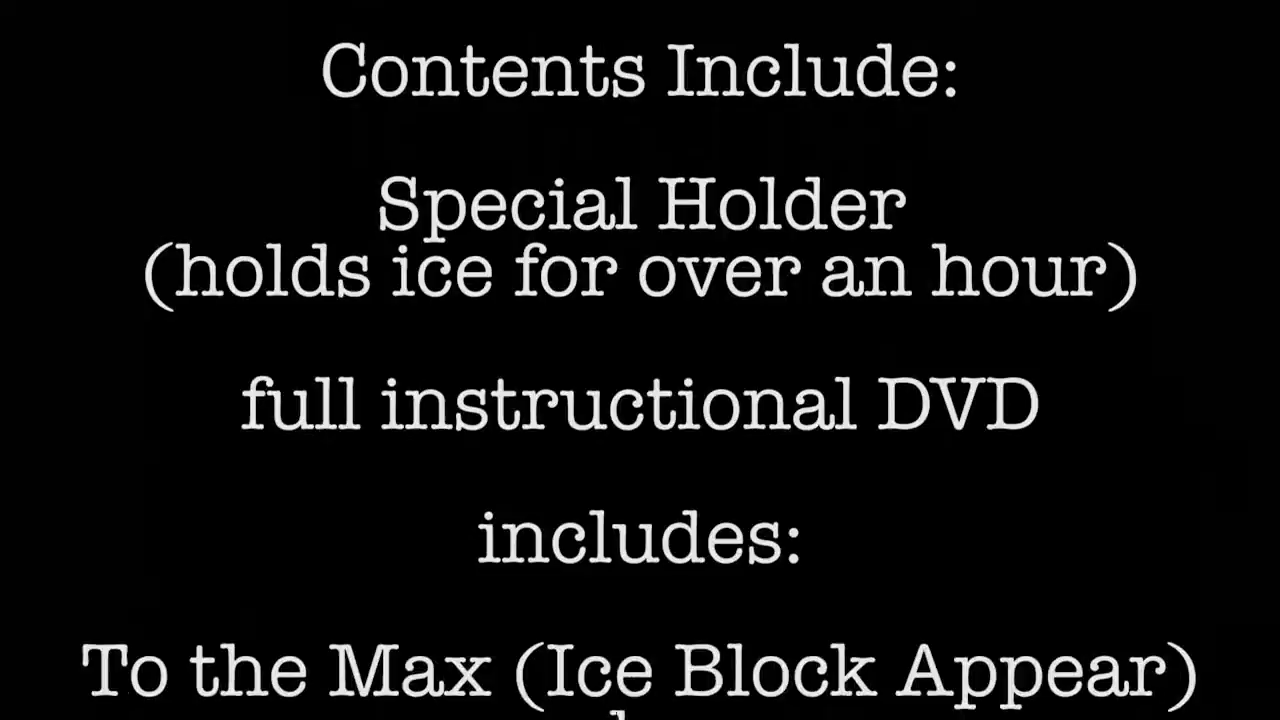 Contents Include:
Special Holder
(holds ice for over an hour)
full instructional DVD
includes:
To the Max (Ice Block Appear)